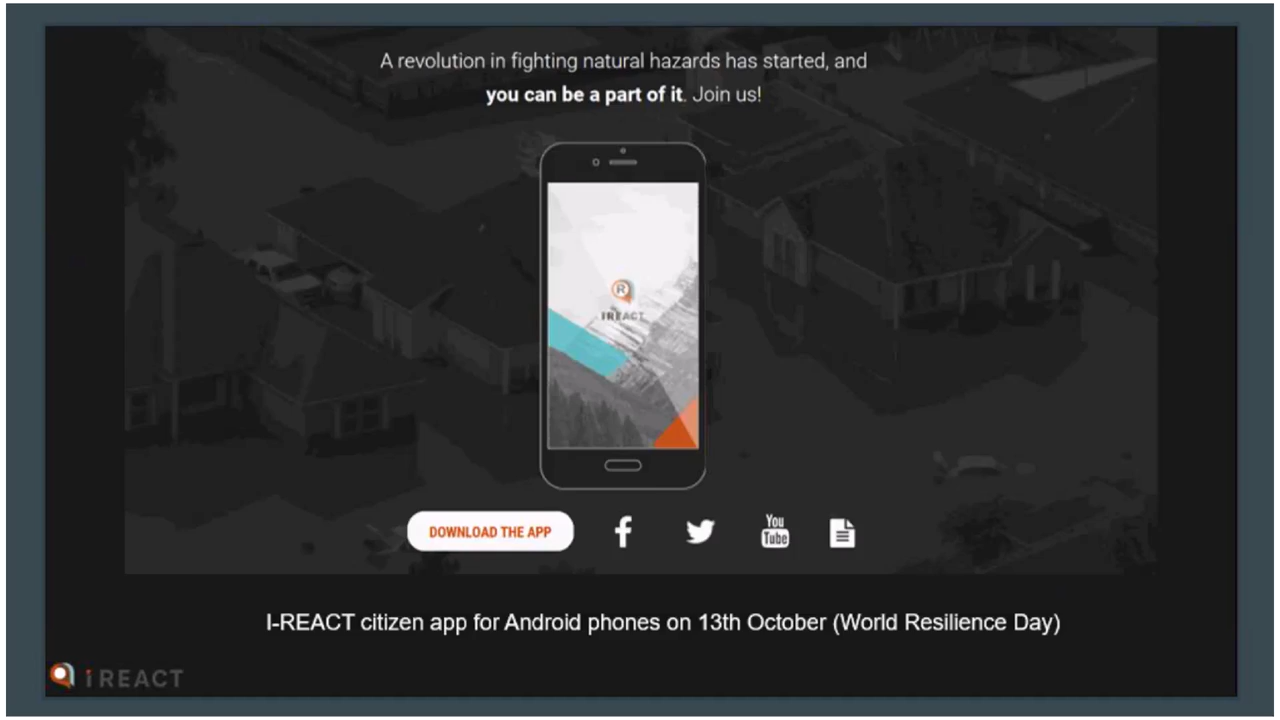 A revolution in fighting natural hazards has started, and
you can be a part of it. Join us!
R
IREACT
DOWNLOAD THE APP
f
You
Tube
I-REACT citizen app for Android phones on 13th October (World Resilience Day)
iREACT